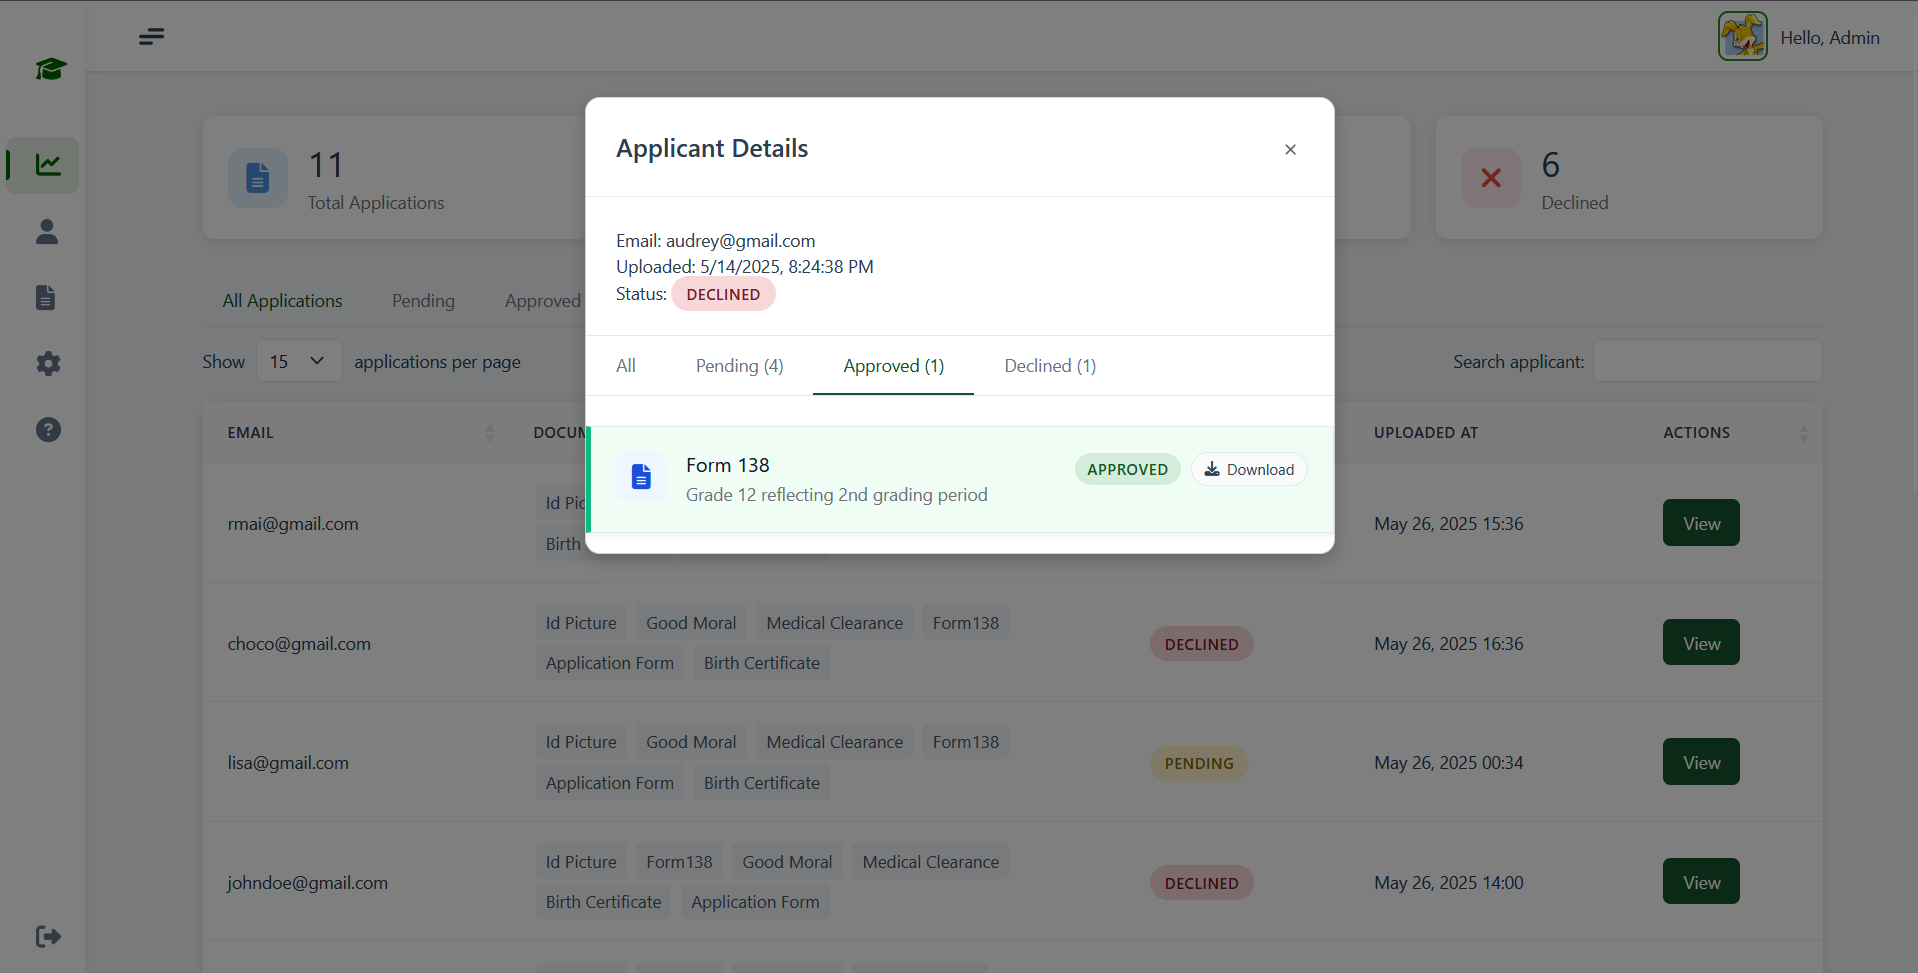 Hello, Admin
11
Total Applications
6
Declined
All Applications
Pending
Approved
Show 15 applications per page
Search applicant:
Applicant Details
×
Email: audrey@gmail.com
Uploaded: 5/14/2025, 8:24:38 PM
Status: DECLINED
All
Pending (4)
Approved (1)
Declined (1)
Form 138
Grade 12 reflecting 2nd grading period
APPROVED
Download
EMAIL
UPLOADED AT
ACTIONS
rmai@gmail.com
Birth
May 26, 2025 15:36
View
choco@gmail.com
Id Picture Good Moral Medical Clearance Form138
Application Form Birth Certificate
DECLINED
May 26, 2025 16:36
View
lisa@gmail.com
Id Picture Good Moral Medical Clearance Form138
Application Form Birth Certificate
PENDING
May 26, 2025 00:34
View
johndoe@gmail.com
Id Picture Form138 Good Moral Medical Clearance
Birth Certificate Application Form
DECLINED
May 26, 2025 14:00
View